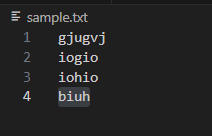 sample.txt
1 gjugvj
2 iogio
3 iohio
4 biuh